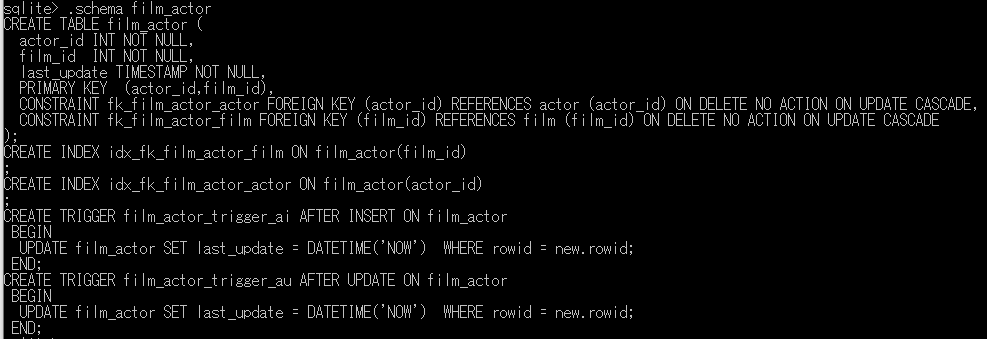 sqlite> .schema film_actor
CREATE TABLE film_actor (
  actor_id INT NOT NULL,
  film_id  INT NOT NULL,
  last_update TIMESTAMP NOT NULL,
  PRIMARY KEY  (actor_id,film_id),
  CONSTRAINT fk_film_actor_actor FOREIGN KEY (actor_id) REFERENCES actor (actor_id) ON DELETE NO ACTION ON UPDATE CASCADE,
  CONSTRAINT fk_film_actor_film FOREIGN KEY (film_id) REFERENCES film (film_id) ON DELETE NO ACTION ON UPDATE CASCADE
);
CREATE INDEX idx_fk_film_actor_film ON film_actor(film_id)
;
CREATE INDEX idx_fk_film_actor_actor ON film_actor(actor_id)
;
CREATE TRIGGER film_actor_trigger_ai AFTER INSERT ON film_actor
 BEGIN
  UPDATE film_actor SET last_update = DATETIME('NOW')  WHERE rowid = new.rowid;
 END;
CREATE TRIGGER film_actor_trigger_au AFTER UPDATE ON film_actor
 BEGIN
  UPDATE film_actor SET last_update = DATETIME('NOW')  WHERE rowid = new.rowid;
 END;